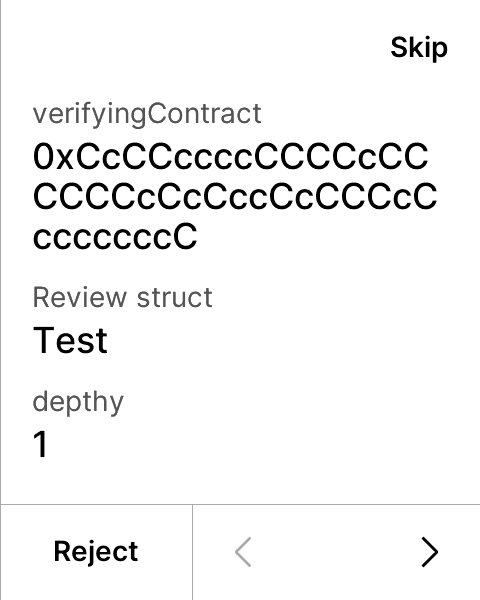 Skip
verifyingContract
0xCcCCccccCCCCcCC
CCCCcCcCccCcCCCcC
cccccccC
Review struct
Test
depthy
1
Reject